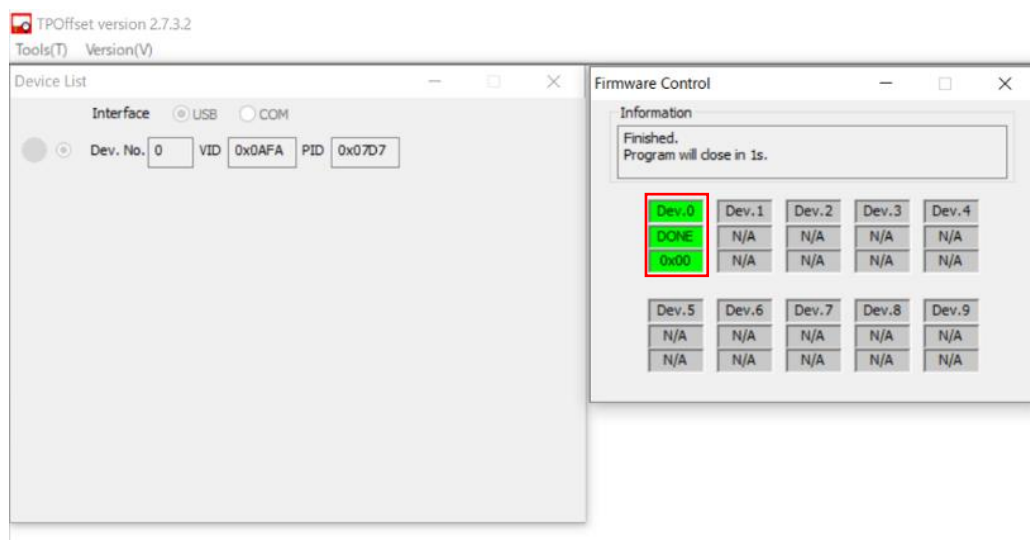 TPOffset version 2.7.3.2
Tools(T) Version(V)
Device List
Interface USB COM
Dev. No. 0 VID 0x0AFA PID 0x07D7
Firmware Control
Information
Finished.
Program will close in 1s.
Dev.0 Dev.1 Dev.2 Dev.3 Dev.4
DONE N/A N/A N/A N/A
0x00 N/A N/A N/A N/A
Dev.5 Dev.6 Dev.7 Dev.8 Dev.9
N/A N/A N/A N/A N/A
N/A N/A N/A N/A N/A